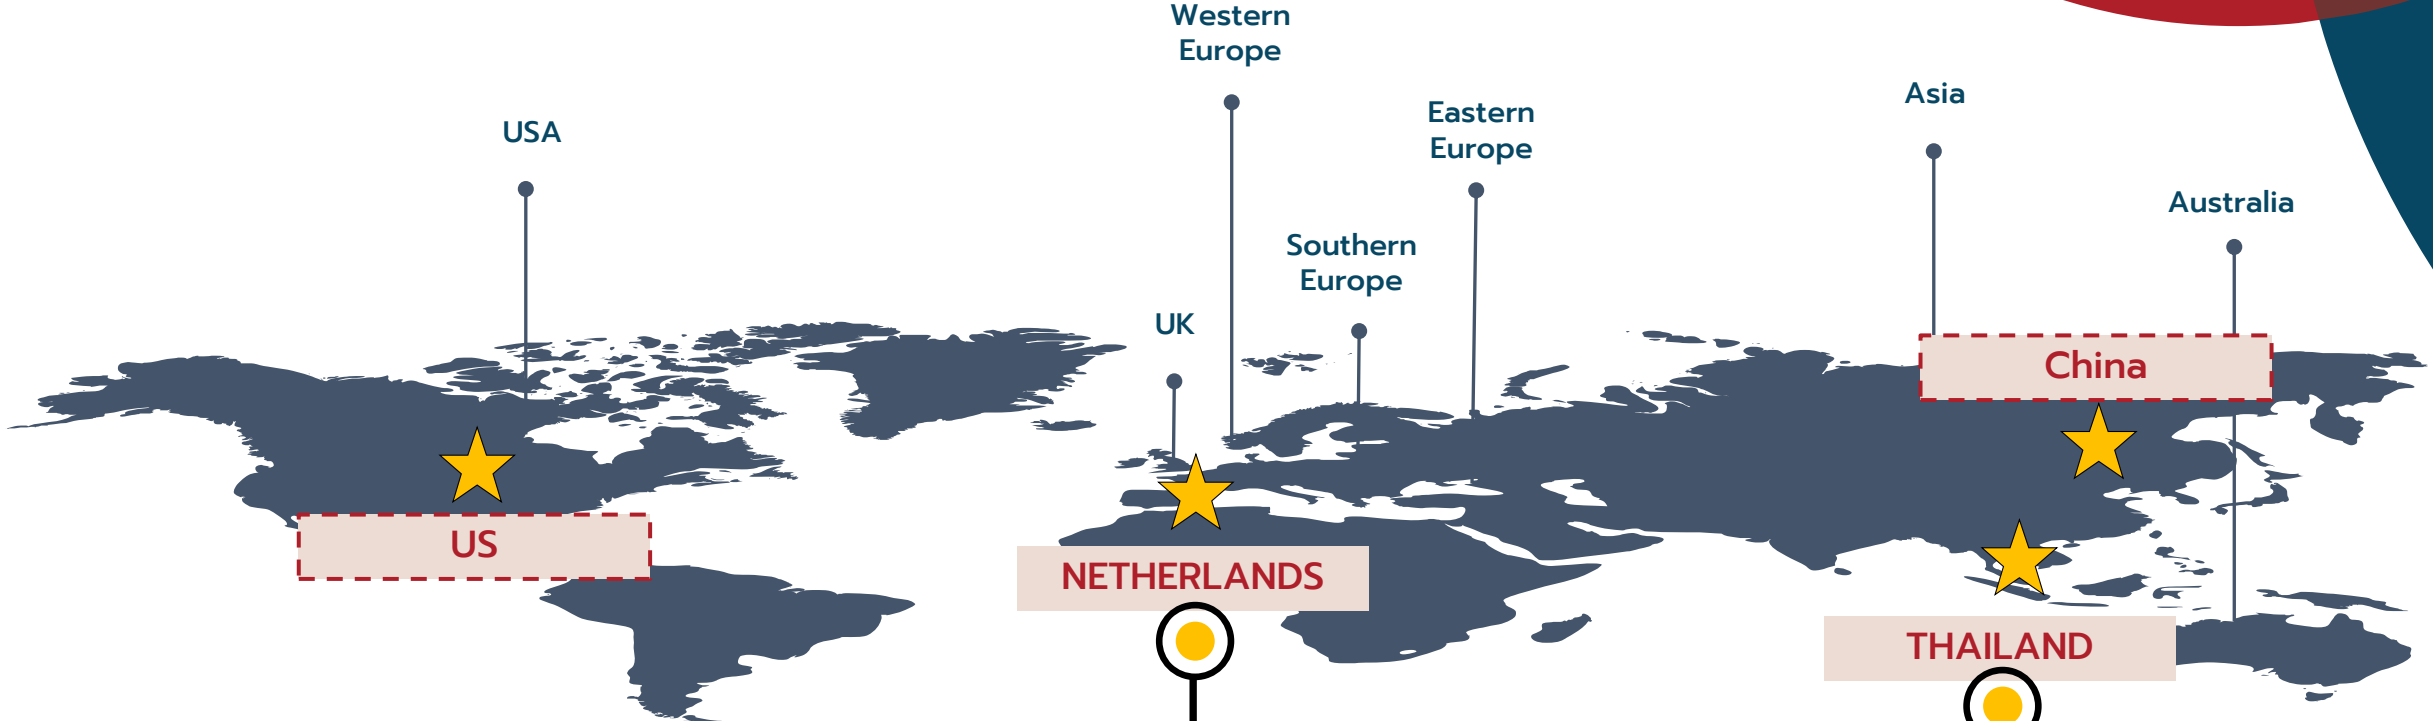 Western
Europe
Asia
Eastern
Europe
USA
Australia
Southern
Europe
UK
China
US
NETHERLANDS
THAILAND